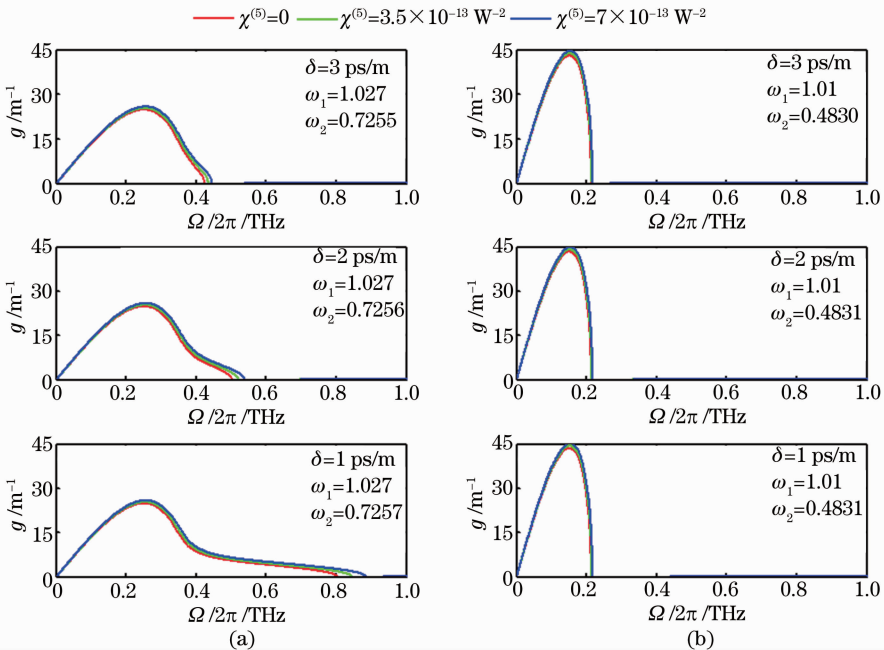 χ⁽⁵⁾=0 χ⁽⁵⁾=3.5×10⁻¹³ W⁻² χ⁽⁵⁾=7×10⁻¹³ W⁻²
45
30
15
0
g /m⁻¹
δ=3 ps/m
ω₁=1.027
ω₂=0.7255
0 0.2 0.4 0.6 0.8 1.0
Ω /2π /THz
45
30
15
0
g /m⁻¹
δ=3 ps/m
ω₁=1.01
ω₂=0.4830
0 0.2 0.4 0.6 0.8 1.0
Ω /2π /THz
45
30
15
0
g /m⁻¹
δ=2 ps/m
ω₁=1.027
ω₂=0.7256
0 0.2 0.4 0.6 0.8 1.0
Ω /2π /THz
45
30
15
0
g /m⁻¹
δ=2 ps/m
ω₁=1.01
ω₂=0.4831
0 0.2 0.4 0.6 0.8 1.0
Ω /2π /THz
45
30
15
0
g /m⁻¹
δ=1 ps/m
ω₁=1.027
ω₂=0.7257
0 0.2 0.4 0.6 0.8 1.0
Ω /2π /THz
(a)
45
30
15
0
g /m⁻¹
δ=1 ps/m
ω₁=1.01
ω₂=0.4831
0 0.2 0.4 0.6 0.8 1.0
Ω /2π /THz
(b)